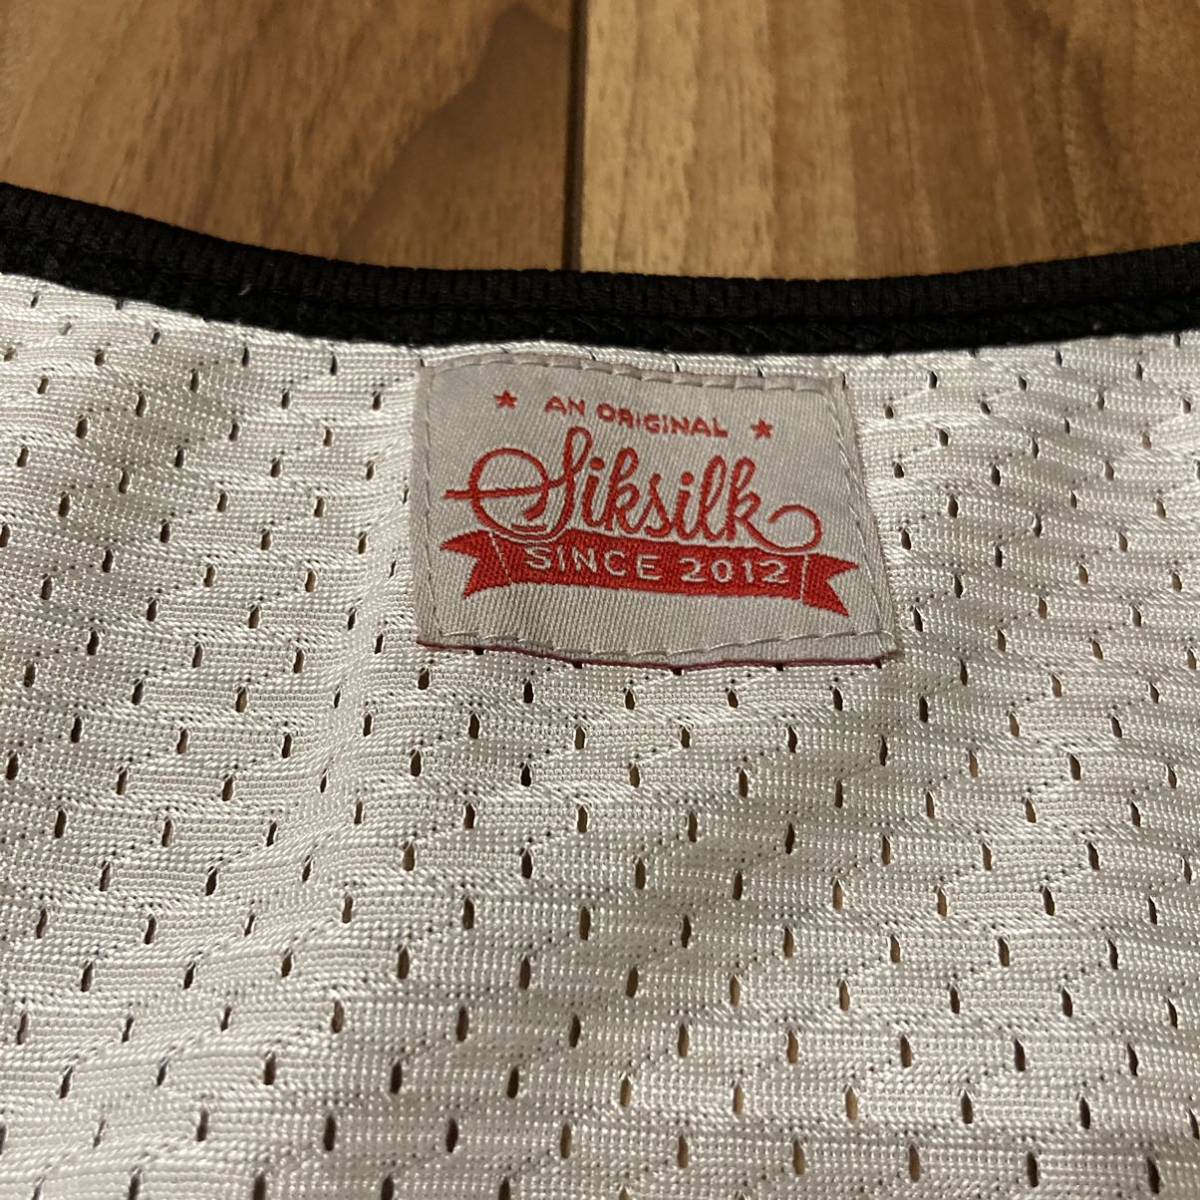 AN ORIGINAL
Siksilk
SINCE 2012